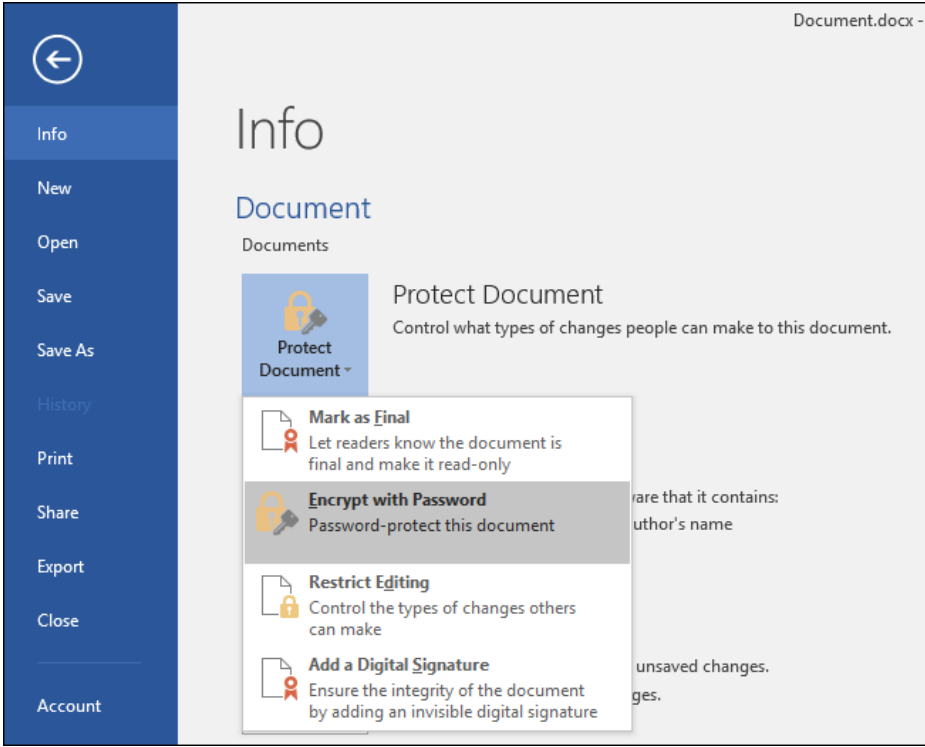 Document.docx -
Info
New
Open
Save
Save As
History
Print
Share
Export
Close
Account
Info
Document
Documents
Protect
Document
Protect Document
Control what types of changes people can make to this document.
Mark as Final
Let readers know the document is
final and make it read-only
Encrypt with Password
Password-protect this document
Restrict Editing
Control the types of changes others
can make
Add a Digital Signature
Ensure the integrity of the document
by adding an invisible digital signature
that it contains:
name
unsaved changes.